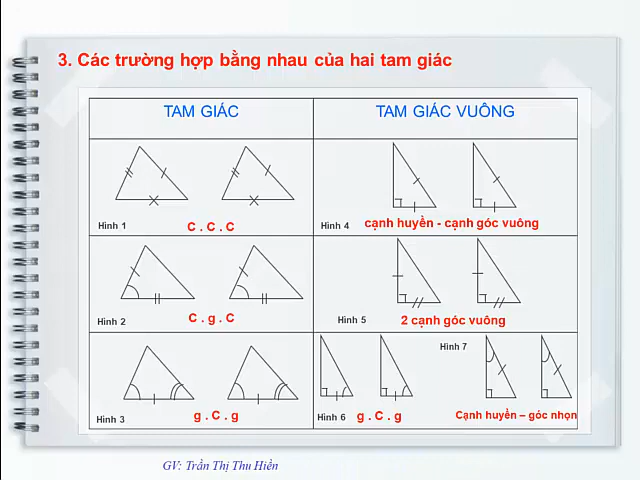 3. Các trường hợp bằng nhau của hai tam giác
TAM GIÁC
TAM GIÁC VUÔNG
Hình 1
C . C . C
Hình 4
cạnh huyền - cạnh góc vuông
Hình 2
C . g . C
Hình 5
2 cạnh góc vuông
Hình 3
g . C . g
Hình 6
g . C . g
Hình 7
Cạnh huyền – góc nhọn
GV: Trần Thị Thu Hiền